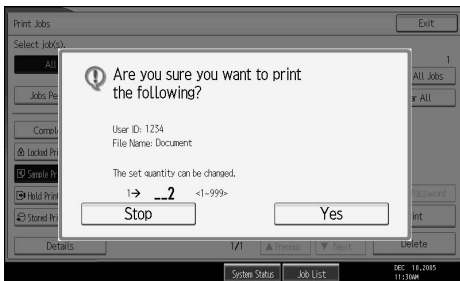 Print Jobs
Exit
Select job(s).
All
1
All Jobs
Jobs Pe
ar All
Are you sure you want to print
the following?
User ID: 1234
File Name: Document
The set quantity can be changed.
1→ __2 <1~999>
Stop
Yes
Compl
Locked Pri
Sample Pr
Hold Print
Stored Pri
Password
int
Details
1/1
▲ Previous
▼ Next
Delete
System Status
Job List
DEC 10,2005
11:30AM